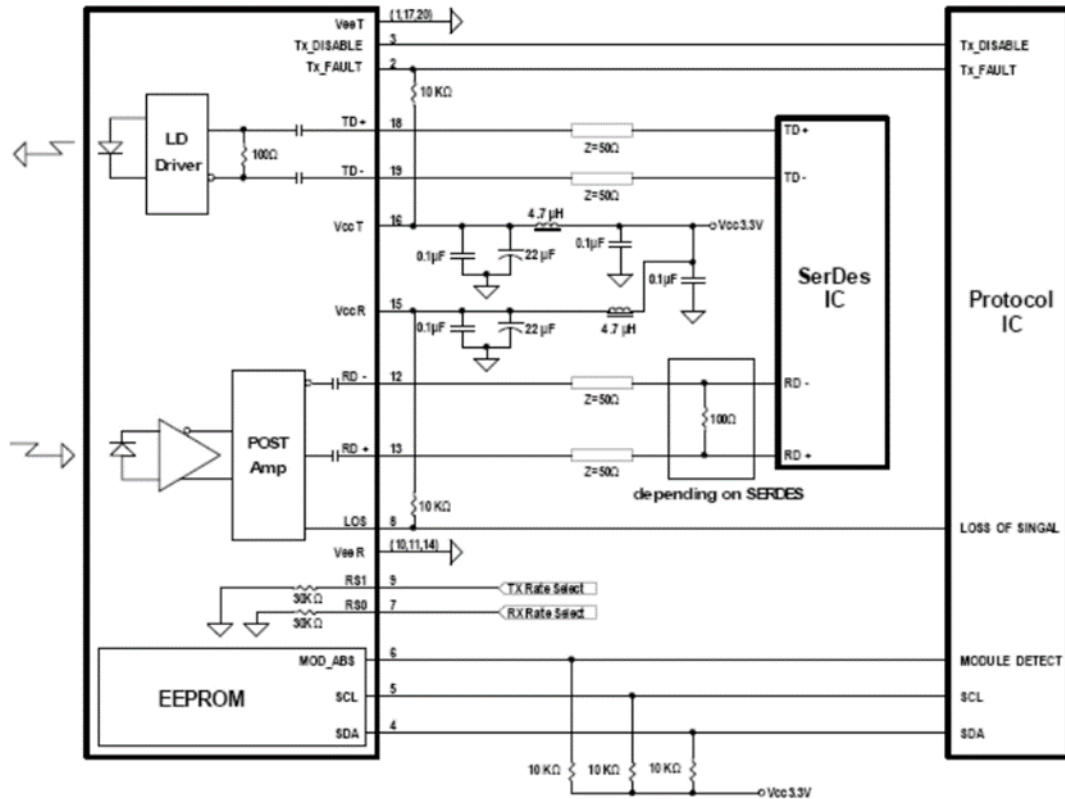 VeeT (1,17,20)
Tx_DISABLE 3 Tx_DISABLE
Tx_FAULT 2 Tx_FAULT
10 KΩ
LD
Driver
100Ω
TD+ 18 TD+
Z=50Ω
TD- 19 TD-
Z=50Ω
VccT 16 4.7 μH Vcc3.3V
0.1μF 22 μF 0.1μF
0.1μF
SerDes
IC
Protocol
IC
VccR 15
0.1μF 22μF 4.7 μH
RD - 12 RD -
Z=50Ω
100Ω
POST
Amp
RD + 13 RD +
Z=50Ω
depending on SERDES
10 KΩ
LOS 8 LOSS OF SINGAL
VeeR (10,11,14)
RS1 9 TX Rate Select
30KΩ
RS0 7 RX Rate Select
30KΩ
MOD_ABS 6 MODULE DETECT
EEPROM
SCL 5 SCL
SDA 4 SDA
10 KΩ 10 KΩ 10 KΩ
Vcc3.3V